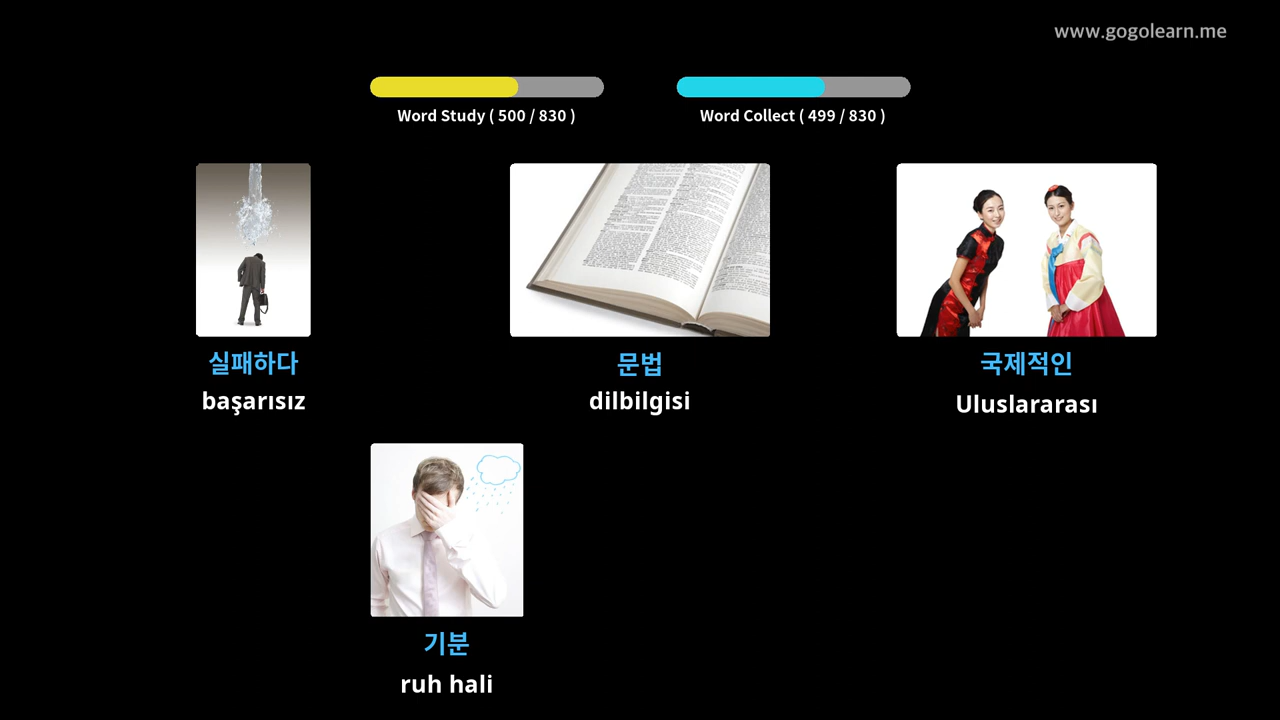 www.gogolearn.me
Word Study ( 500 / 830 )
Word Collect ( 499 / 830 )
실패하다
başarısız
문법
dilbilgisi
국제적인
Uluslararası
기분
ruh hali